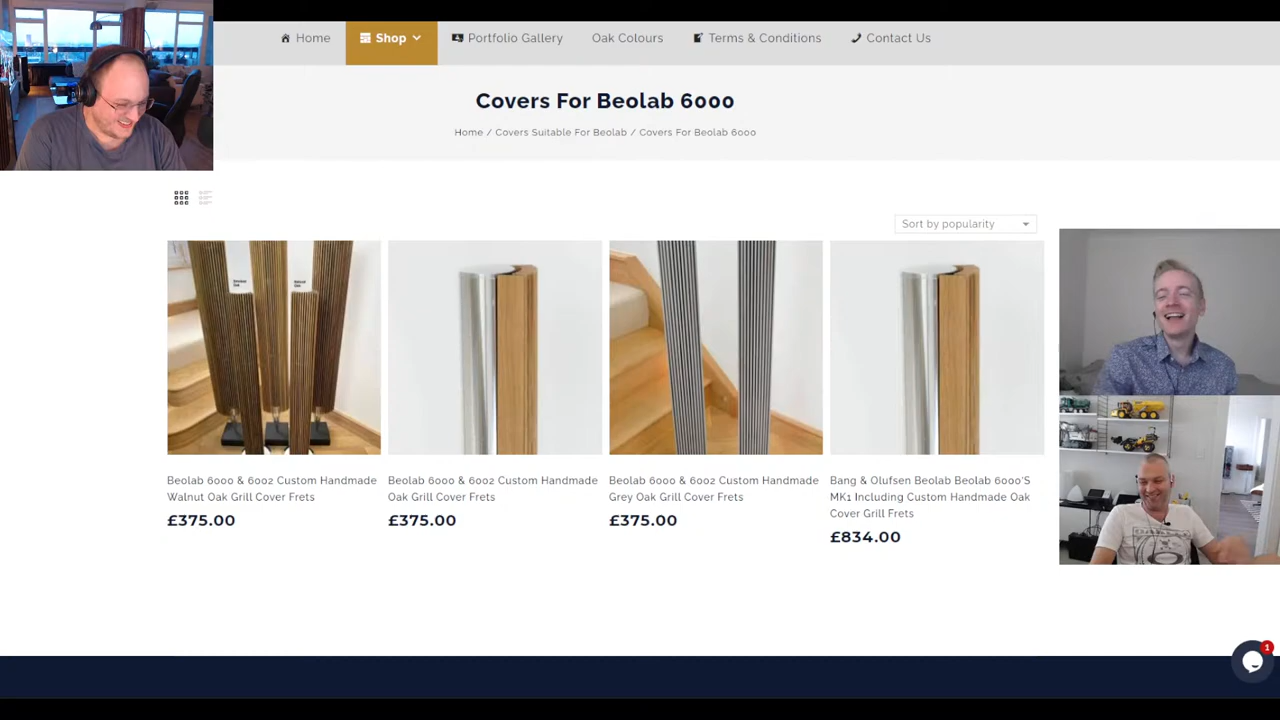 Home
Shop
Portfolio Gallery
Oak Colours
Terms & Conditions
Contact Us
Covers For Beolab 6000
Home / Covers Suitable For Beolab / Covers For Beolab 6000
Sort by popularity
Beolab 6000 & 6002 Custom Handmade
Walnut Oak Grill Cover Frets
£375.00
Beolab 6000 & 6002 Custom Handmade
Oak Grill Cover Frets
£375.00
Beolab 6000 & 6002 Custom Handmade
Grey Oak Grill Cover Frets
£375.00
Bang & Olufsen Beolab Beolab 6000'S
MK1 Including Custom Handmade Oak
Cover Grill Frets
£834.00
1